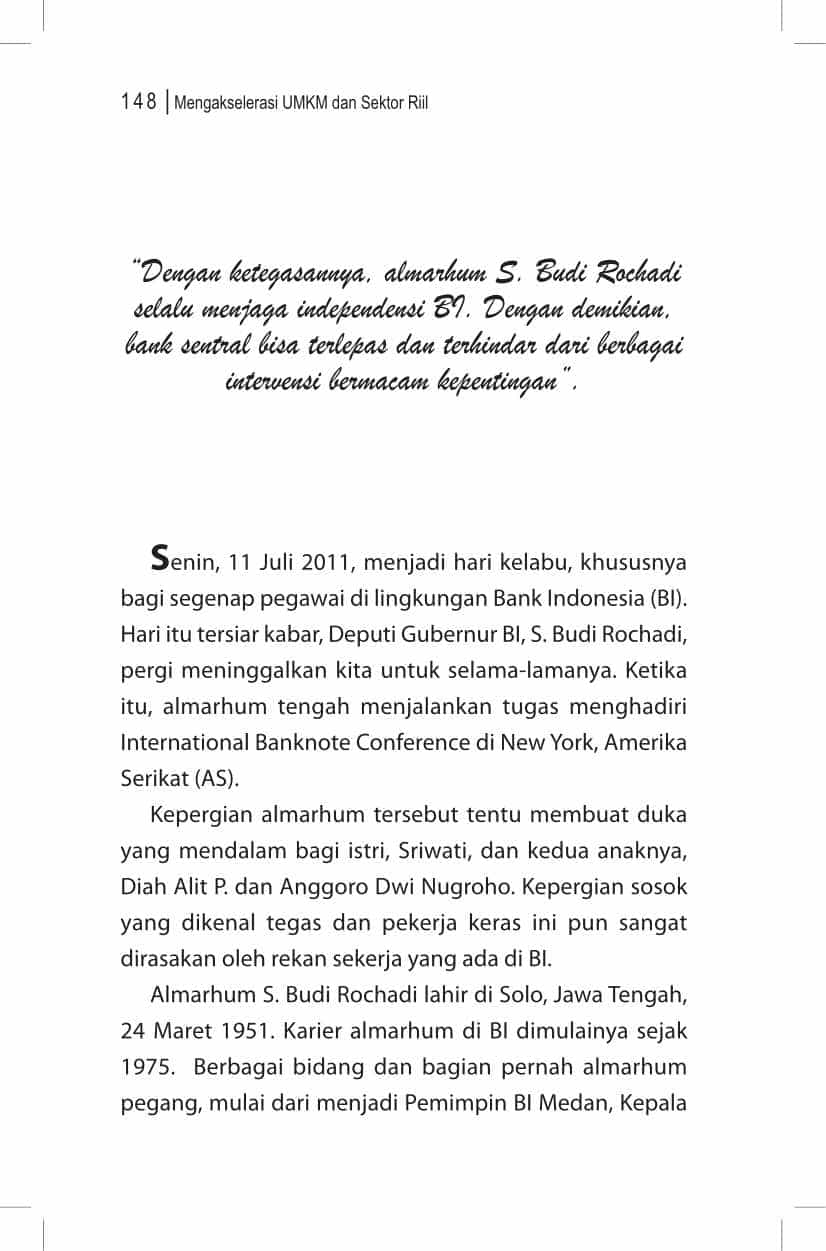 148 | Mengakselerasi UMKM dan Sektor Riil
“Dengan ketegasannya, almarhum S. Budi Rochadi
selalu menjaga independensi BI. Dengan demikian,
bank sentral bisa terlepas dan terhindar dari berbagai
intervensi bermacam kepentingan”.
Senin, 11 Juli 2011, menjadi hari kelabu, khususnya
bagi segenap pegawai di lingkungan Bank Indonesia (BI).
Hari itu tersiar kabar, Deputi Gubernur BI, S. Budi Rochadi,
pergi meninggalkan kita untuk selama-lamanya. Ketika
itu, almarhum tengah menjalankan tugas menghadiri
International Banknote Conference di New York, Amerika
Serikat (AS).
Kepergian almarhum tersebut tentu membuat duka
yang mendalam bagi istri, Sriwati, dan kedua anaknya,
Diah Alit P. dan Anggoro Dwi Nugroho. Kepergian sosok
yang dikenal tegas dan pekerja keras ini pun sangat
dirasakan oleh rekan sekerja yang ada di BI.
Almarhum S. Budi Rochadi lahir di Solo, Jawa Tengah,
24 Maret 1951. Karier almarhum di BI dimulainya sejak
1975. Berbagai bidang dan bagian pernah almarhum
pegang, mulai dari menjadi Pemimpin BI Medan, Kepala